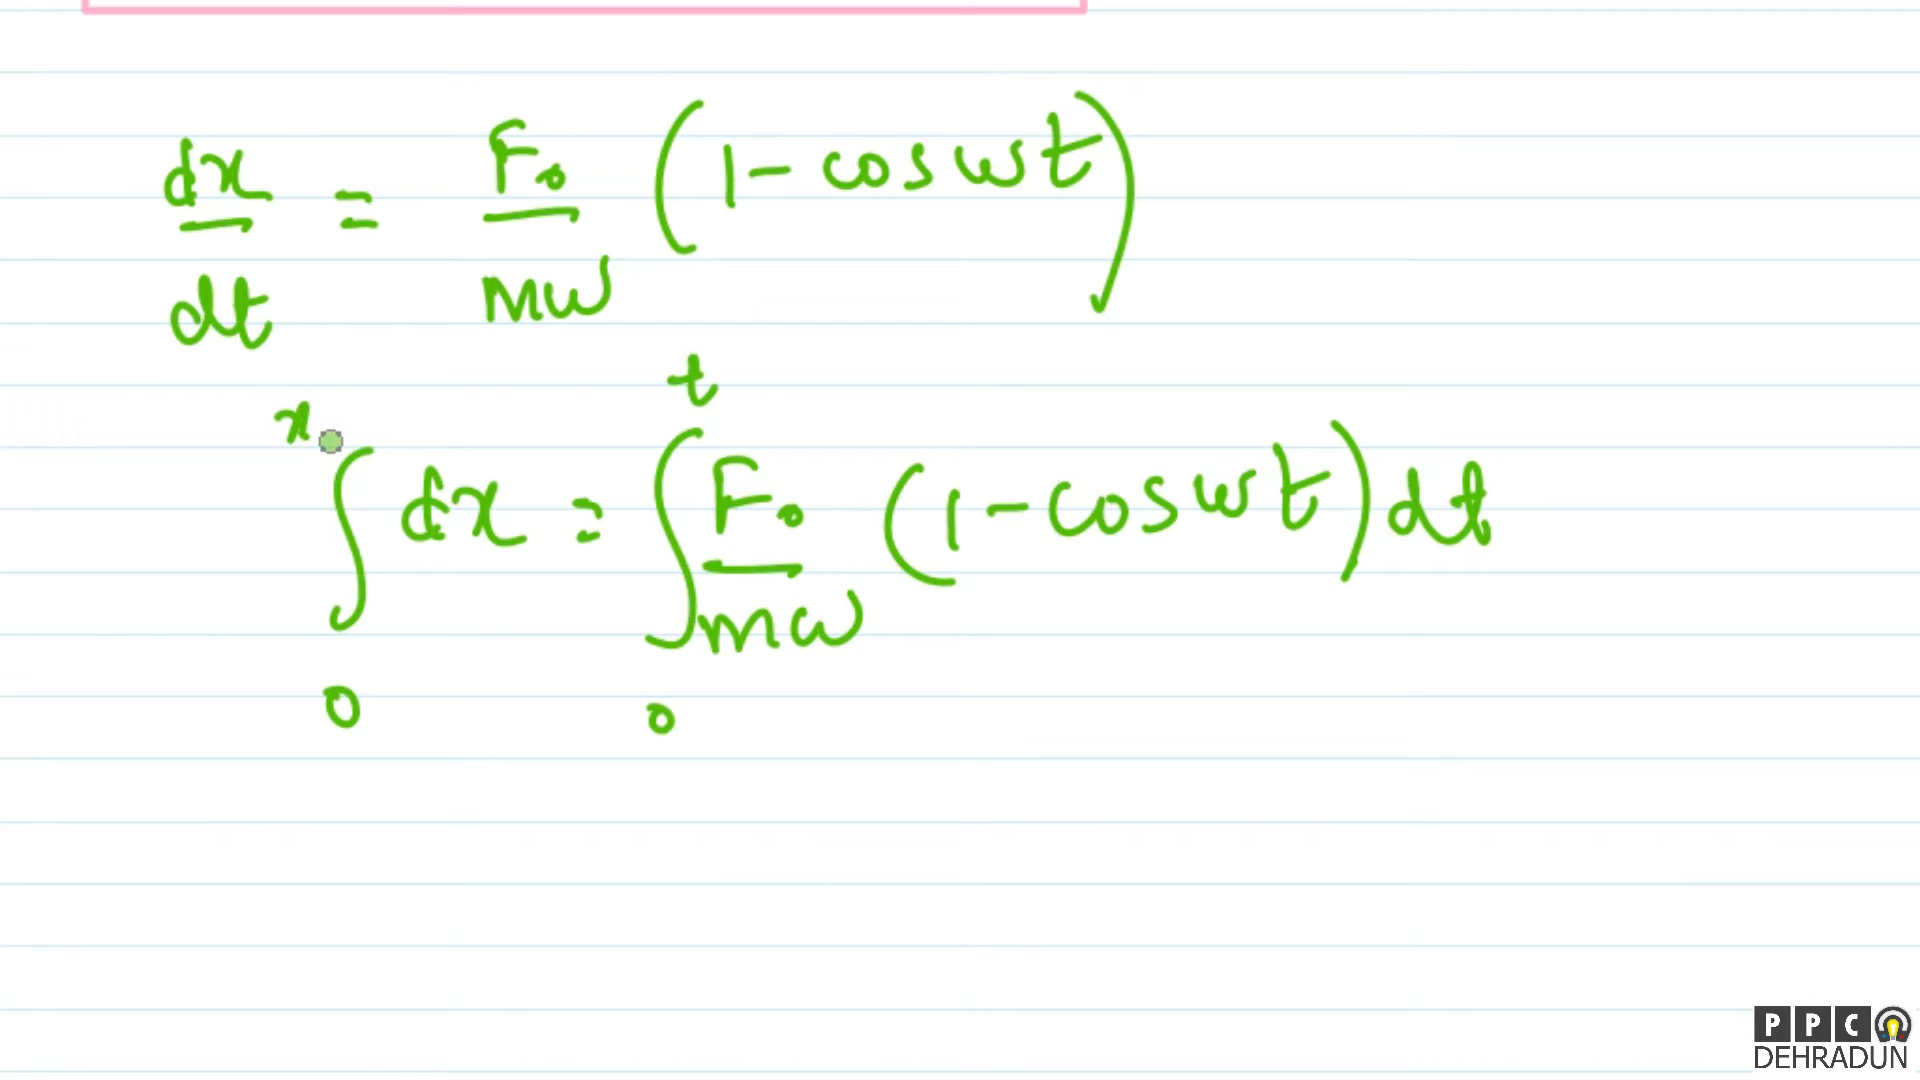 dx/dt = F₀/mω (1 - cos ωt)
∫₀ˣ dx = ∫₀ᵗ F₀/mω (1 - cos ωt) dt
PPC
DEHRADUN